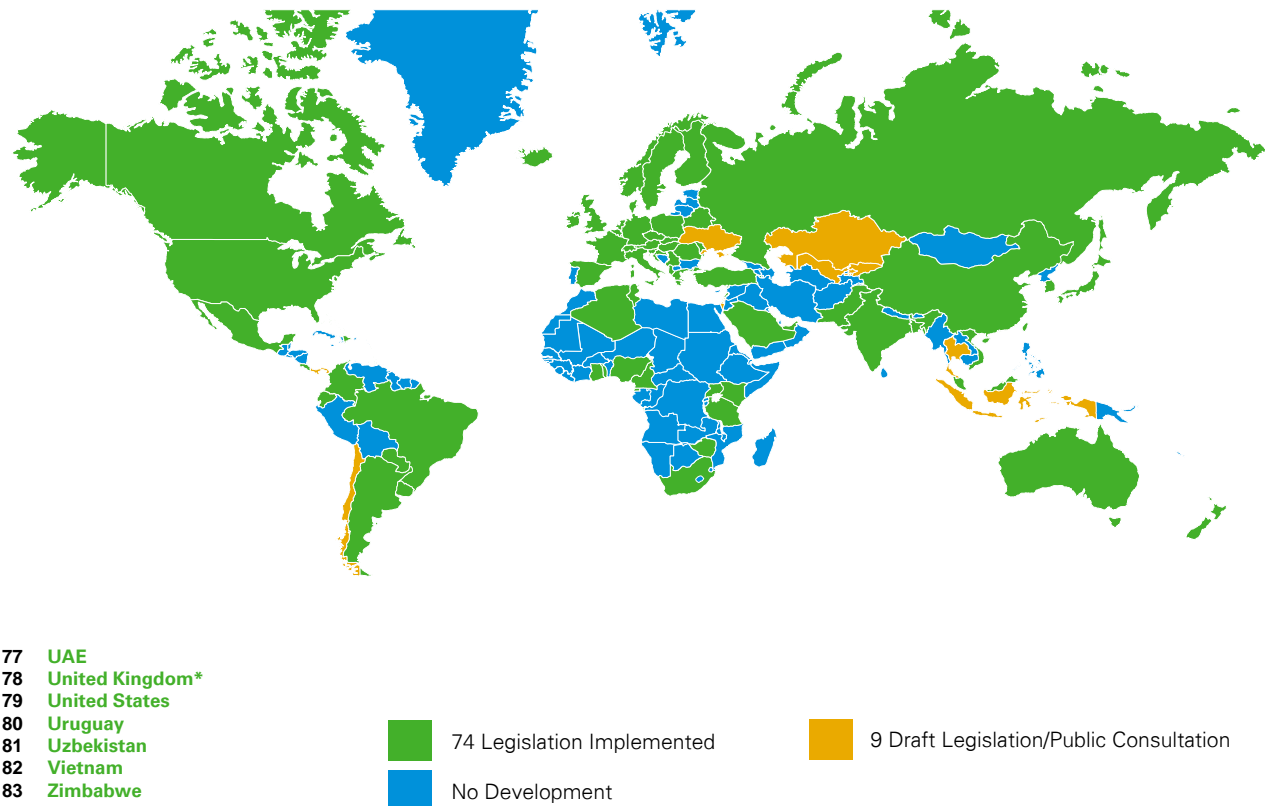 77 UAE
78 United Kingdom*
79 United States
80 Uruguay
81 Uzbekistan
82 Vietnam
83 Zimbabwe
74 Legislation Implemented
No Development
9 Draft Legislation/Public Consultation